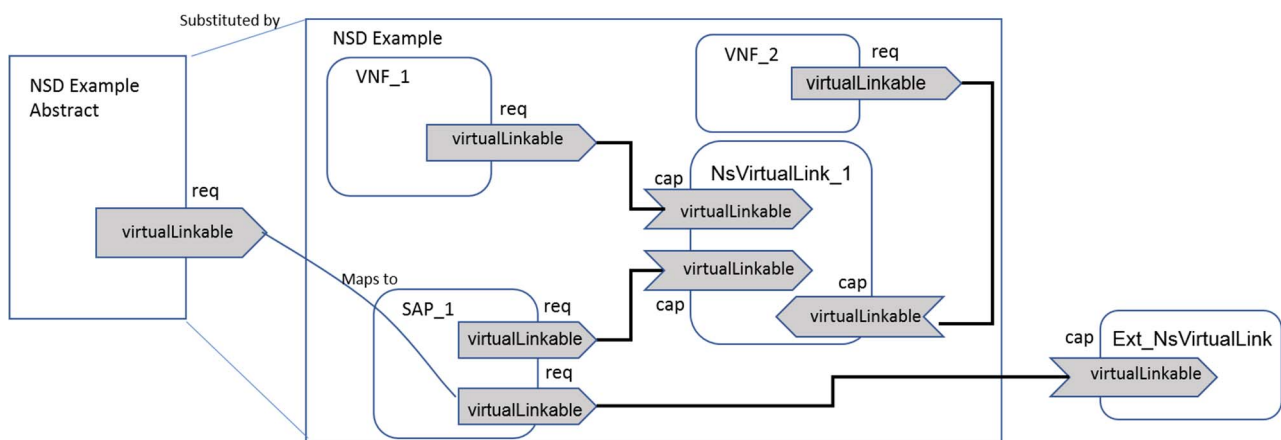 Substituted by
NSD Example
Abstract
req
virtualLinkable
NSD Example
VNF_1
req
virtualLinkable
VNF_2
req
virtualLinkable
cap
NsVirtualLink_1
virtualLinkable
virtualLinkable
cap
cap
virtualLinkable
Maps to
SAP_1
req
virtualLinkable
req
virtualLinkable
cap
Ext_NsVirtualLink
virtualLinkable